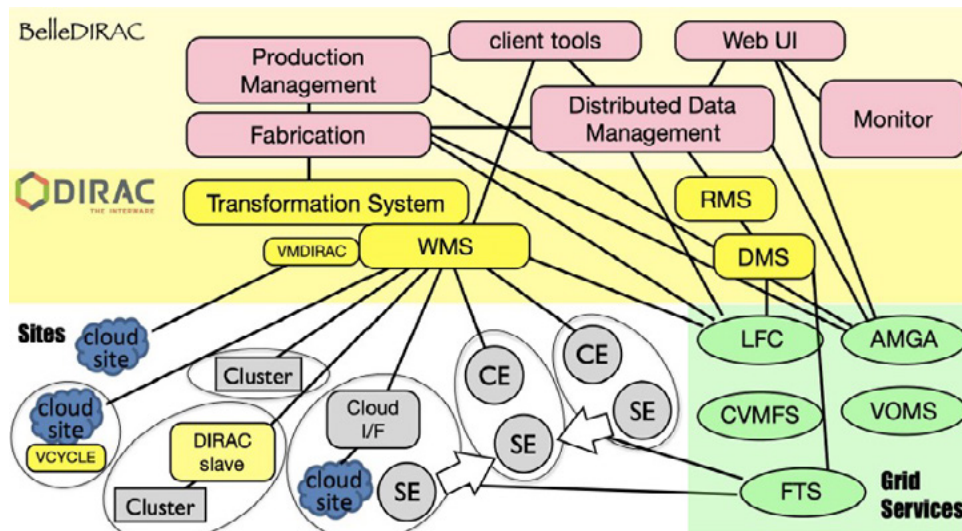 BelleDIRAC
client tools
Web UI
Production
Management
Distributed Data
Management
Monitor
Fabrication
DIRAC
THE INTERWARE
Transformation System
RMS
VMDIRAC
WMS
DMS
Sites
cloud
site
LFC
AMGA
CE
CE
Cluster
cloud
site
VCYCLE
Cloud
I/F
SE
CVMFS
VOMS
DIRAC
slave
SE
Cluster
cloud
site
SE
FTS
Grid
Services